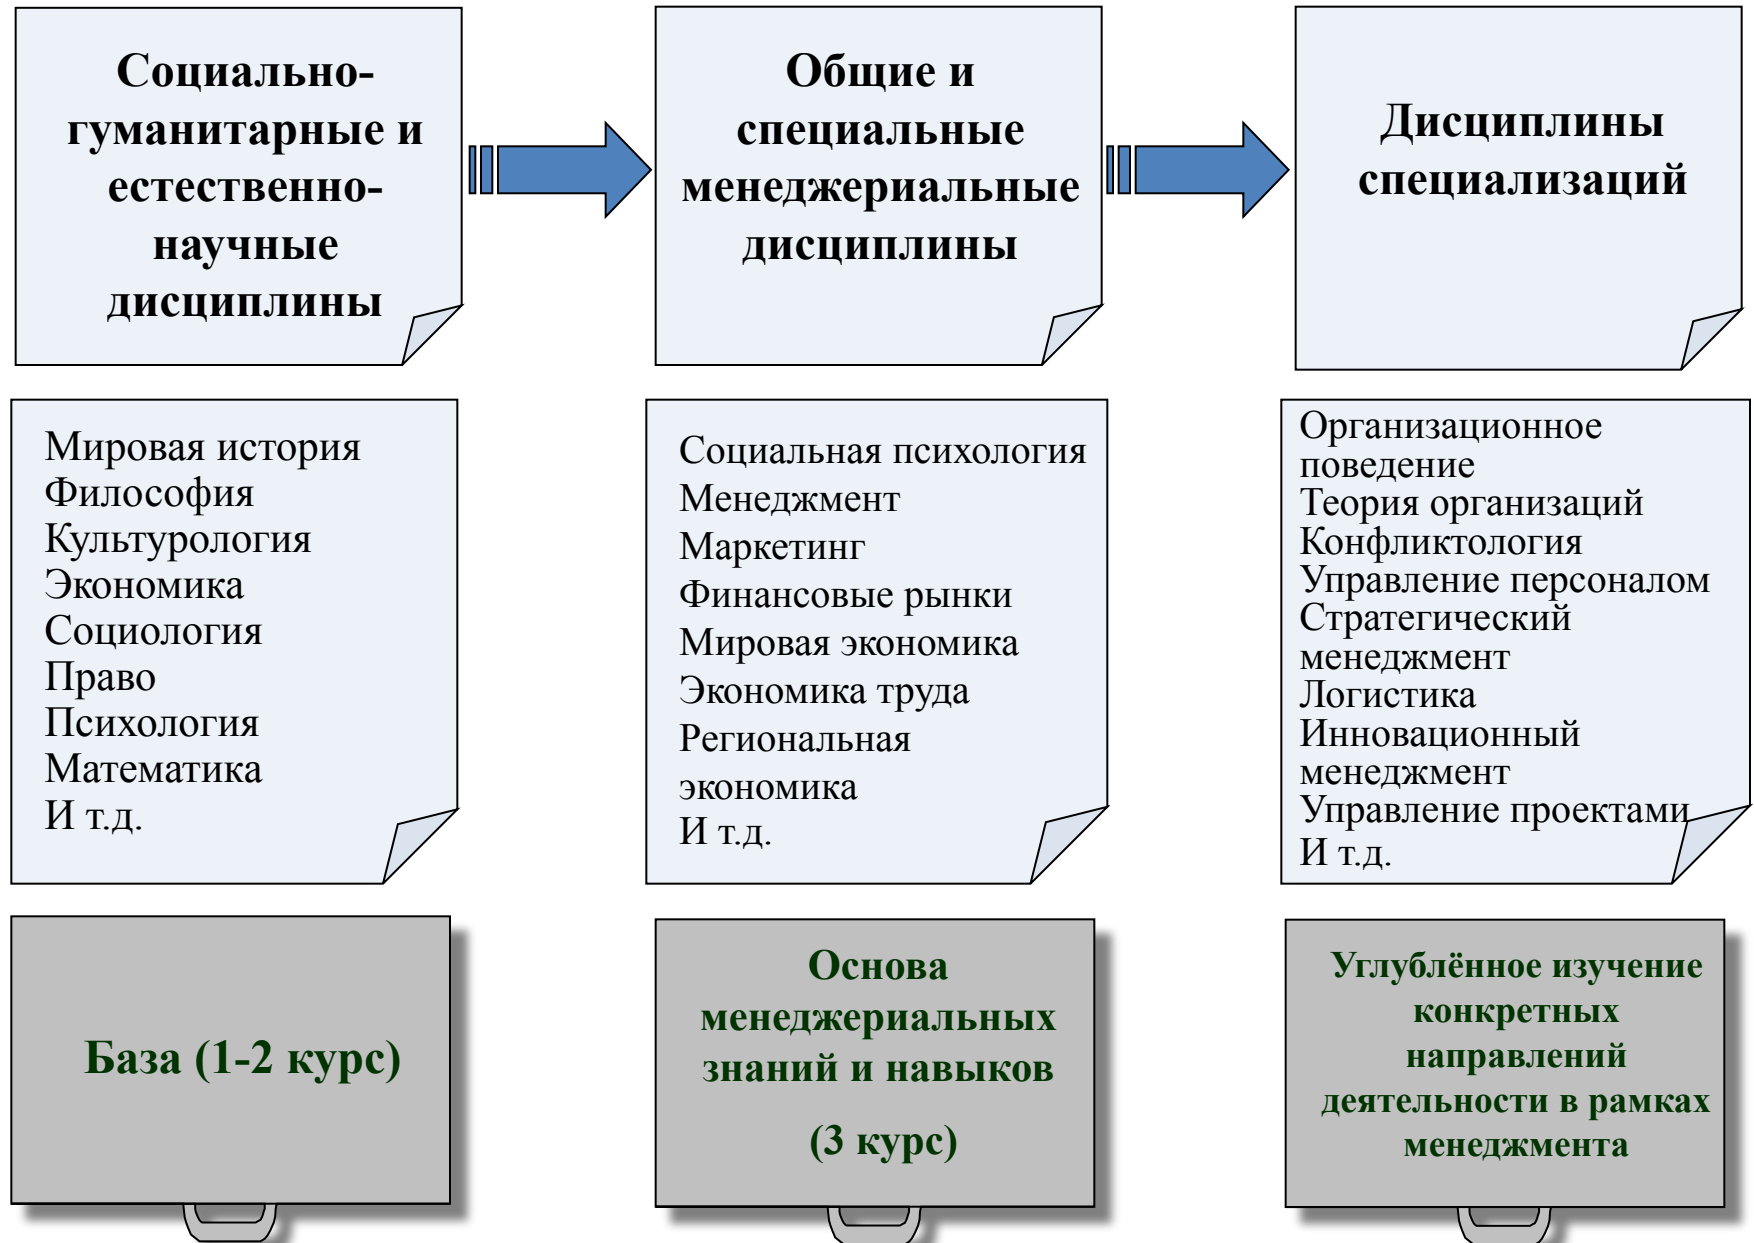 Социально-
гуманитарные и
естественно-
научные
дисциплины
Общие и
специальные
менеджериальные
дисциплины
Дисциплины
специализаций
Мировая история
Философия
Культурология
Экономика
Социология
Право
Психология
Математика
И т.д.
Социальная психология
Менеджмент
Маркетинг
Финансовые рынки
Мировая экономика
Экономика труда
Региональная
экономика
И т.д.
Организационное
поведение
Теория организаций
Конфликтология
Управление персоналом
Стратегический
менеджмент
Логистика
Инновационный
менеджмент
Управление проектами
И т.д.
База (1-2 курс)
Основа
менеджериальных
знаний и навыков
(3 курс)
Углублённое изучение
конкретных
направлений
деятельности в рамках
менеджмента